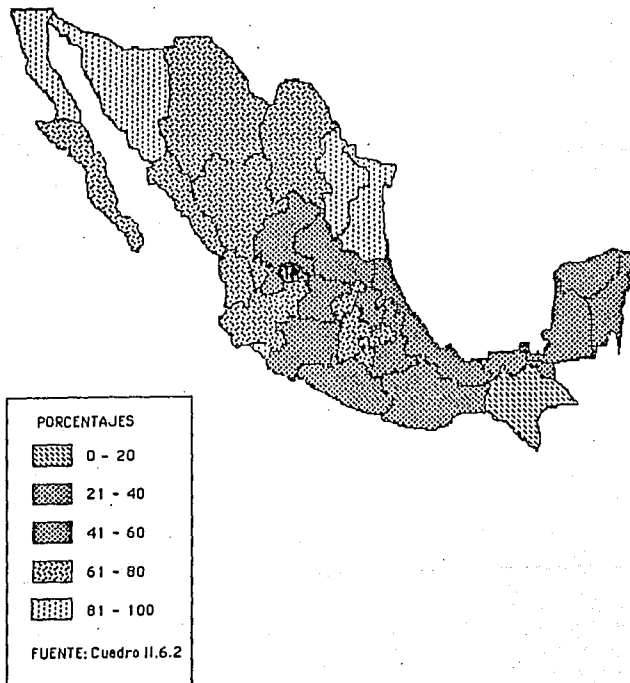 PORCENTAJES
0 - 20
21 - 40
41 - 60
61 - 80
81 - 100
FUENTE: Cuadro II.6.2